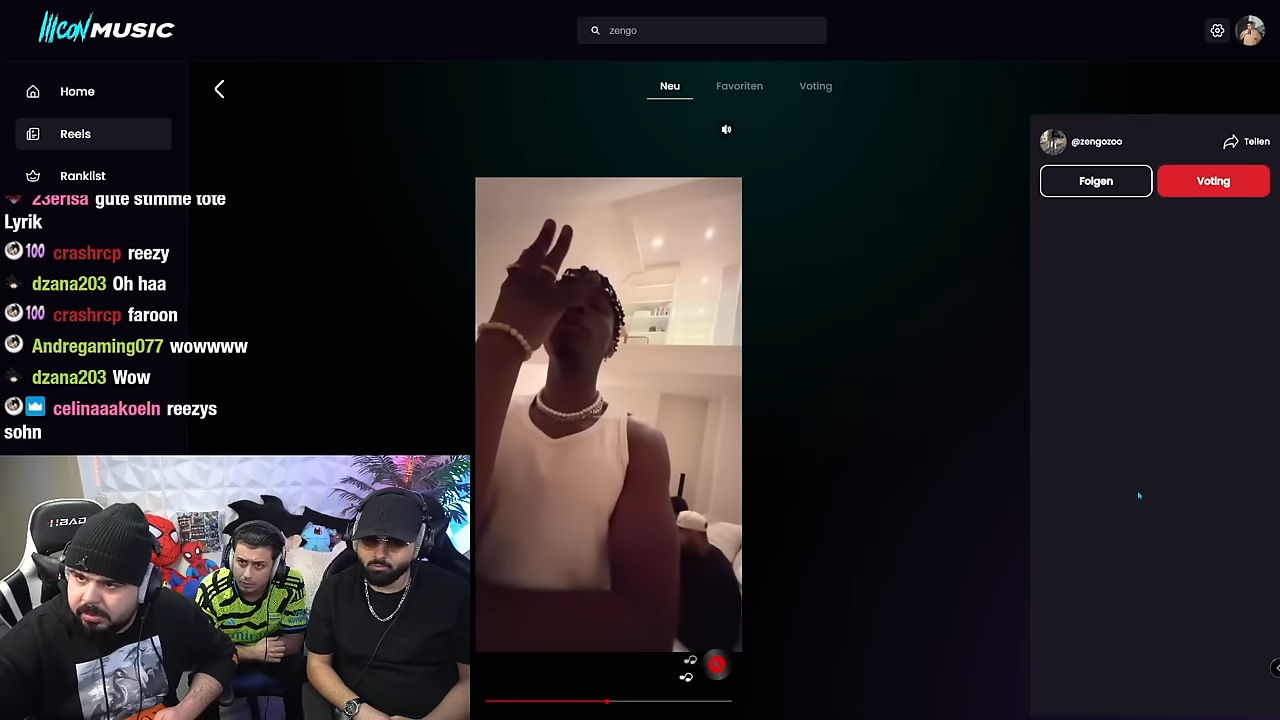 IIICON MUSIC
zengo
Home
Reels
Ranklist
Neu
Favoriten
Voting
@zengozoo
Teilen
Folgen
Voting
23erisa gute stimme tote
Lyrik
100 crashrcp reezy
dzana203 Oh haa
100 crashrcp faroon
Andregaming077 wowwww
dzana203 Wow
celinaaakoeln reezys
sohn